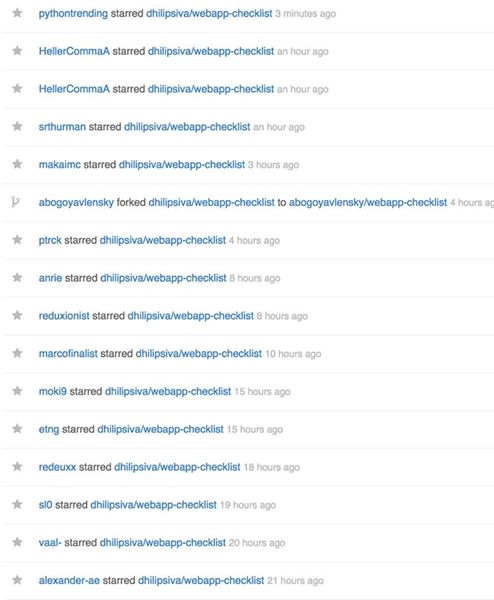 pythontrending starred dhilipsiva/webapp-checklist 3 minutes ago
HellerCommaA starred dhilipsiva/webapp-checklist an hour ago
HellerCommaA starred dhilipsiva/webapp-checklist an hour ago
srthurman starred dhilipsiva/webapp-checklist an hour ago
makaimc starred dhilipsiva/webapp-checklist 3 hours ago
abogoyavlensky forked dhilipsiva/webapp-checklist to abogoyavlensky/webapp-checklist 4 hours ag
ptrck starred dhilipsiva/webapp-checklist 4 hours ago
anrie starred dhilipsiva/webapp-checklist 8 hours ago
reduxionist starred dhilipsiva/webapp-checklist 8 hours ago
marcofinalist starred dhilipsiva/webapp-checklist 10 hours ago
moki9 starred dhilipsiva/webapp-checklist 15 hours ago
etng starred dhilipsiva/webapp-checklist 15 hours ago
redeuxx starred dhilipsiva/webapp-checklist 18 hours ago
sl0 starred dhilipsiva/webapp-checklist 19 hours ago
vaal- starred dhilipsiva/webapp-checklist 20 hours ago
alexander-ae starred dhilipsiva/webapp-checklist 21 hours ago